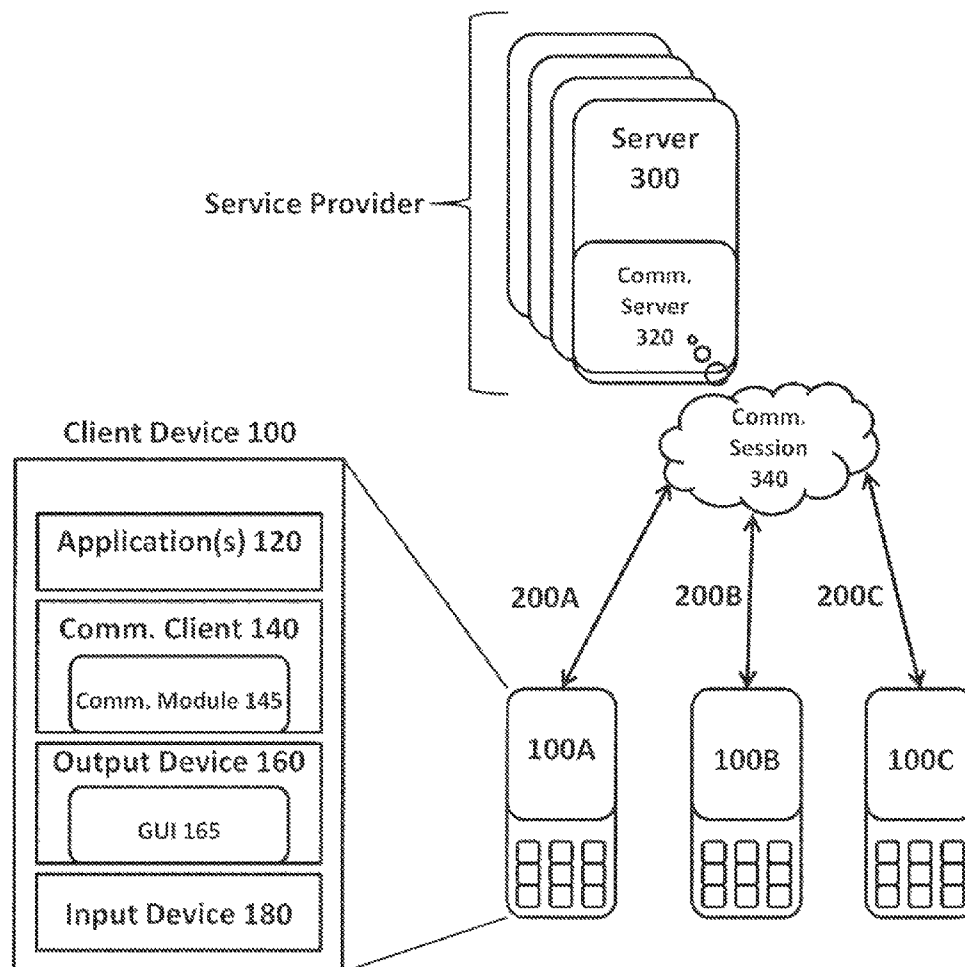 Server
300
Service Provider
Comm.
Server
320
Comm.
Session
340
Client Device 100
Application(s) 120
Comm. Client 140
Comm. Module 145
Output Device 160
GUI 165
Input Device 180
200A
200B
200C
100A
100B
100C